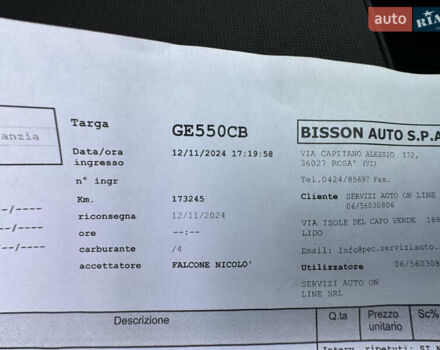 auto RIA
anzia
Targa GE550CB
Data/ora ingresso 12/11/2024 17:19:58
n° ingr
Km. 173245
riconsegna 12/11/2024
ore --:--
carburante /4
accettatore FALCONE NICOLO'
--/----
--/----
--/----
BISSON AUTO S.P.A
VIA CAPITANO ALESSIO 172,
36027 ROSA' (VI)
Tel.0424/85697 Fax.
Cliente SERVIZI AUTO ON LINE
06/56030806
VIA ISOLE DEL CAPO VERDE 188
LIDO
Email: Info@pec.serviziauto.
Utilizzatore 06/5603080
SERVIZI AUTO ON
LINE SRL
Descrizione Q.ta Prezzo unitario Sc%
ripetuti: SI N